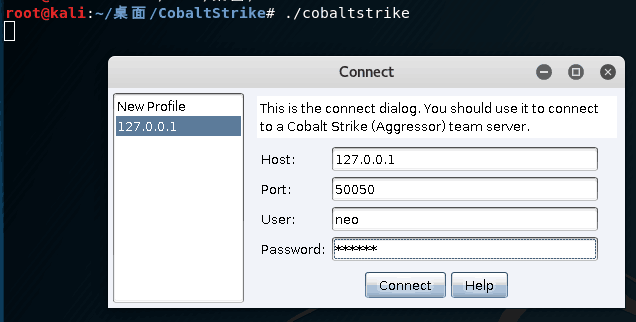 root@kali:~/桌面/CobaltStrike# ./cobaltstrike
Connect
New Profile
127.0.0.1
This is the connect dialog. You should use it to connect
to a Cobalt Strike (Aggressor) team server.
Host: 127.0.0.1
Port: 50050
User: neo
Password: ******
Connect Help